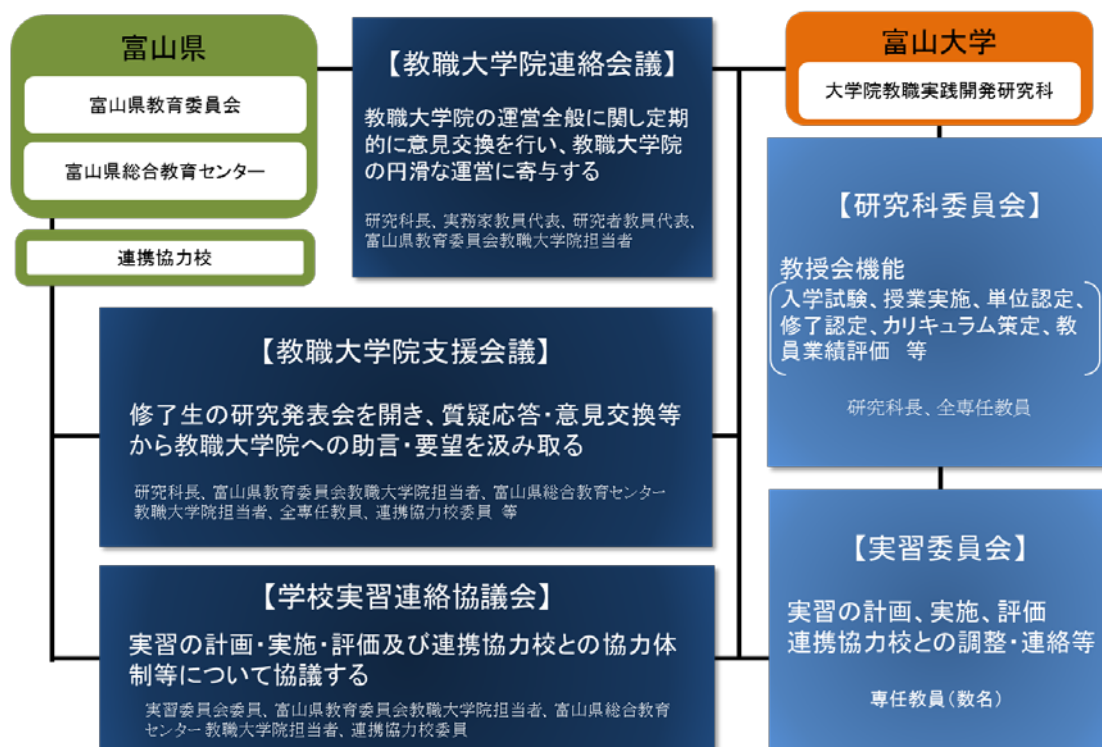 富山県
富山県教育委員会
富山県総合教育センター
連携協力校
【教職大学院連絡会議】
教職大学院の運営全般に関し定期
的に意見交換を行い、教職大学院
の円滑な運営に寄与する
研究科長、実務家教員代表、研究者教員代表、
富山県教育委員会教職大学院担当者
富山大学
大学院教職実践開発研究科
【研究科委員会】
教授会機能
入学試験、授業実施、単位認定、
修了認定、カリキュラム策定、教
員業績評価 等
研究科長、全専任教員
【教職大学院支援会議】
修了生の研究発表会を開き、質疑応答・意見交換等
から教職大学院への助言・要望を汲み取る
研究科長、富山県教育委員会教職大学院担当者、富山県総合教育センター
教職大学院担当者、全専任教員、連携協力校委員 等
【学校実習連絡協議会】
実習の計画・実施・評価及び連携協力校との協力体
制等について協議する
実習委員会委員、富山県教育委員会教職大学院担当者、富山県総合教育
センター教職大学院担当者、連携協力校委員
【実習委員会】
実習の計画、実施、評価
連携協力校との調整・連絡等
専任教員(数名)